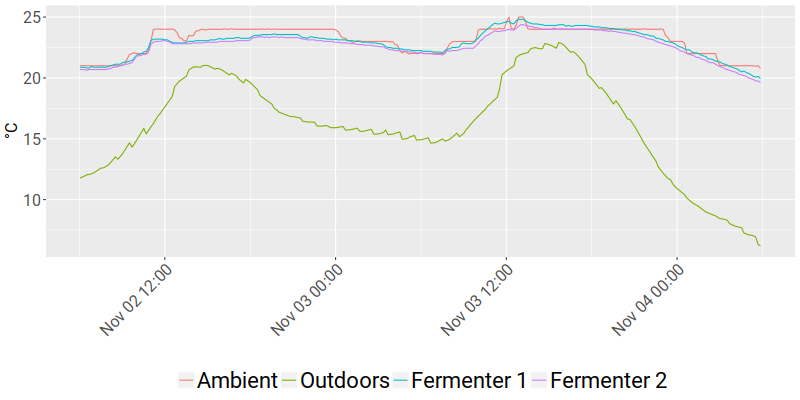 25
20
15
10
°C
Nov 02 12:00
Nov 03 00:00
Nov 03 12:00
Nov 04 00:00
Ambient Outdoors Fermenter 1 Fermenter 2